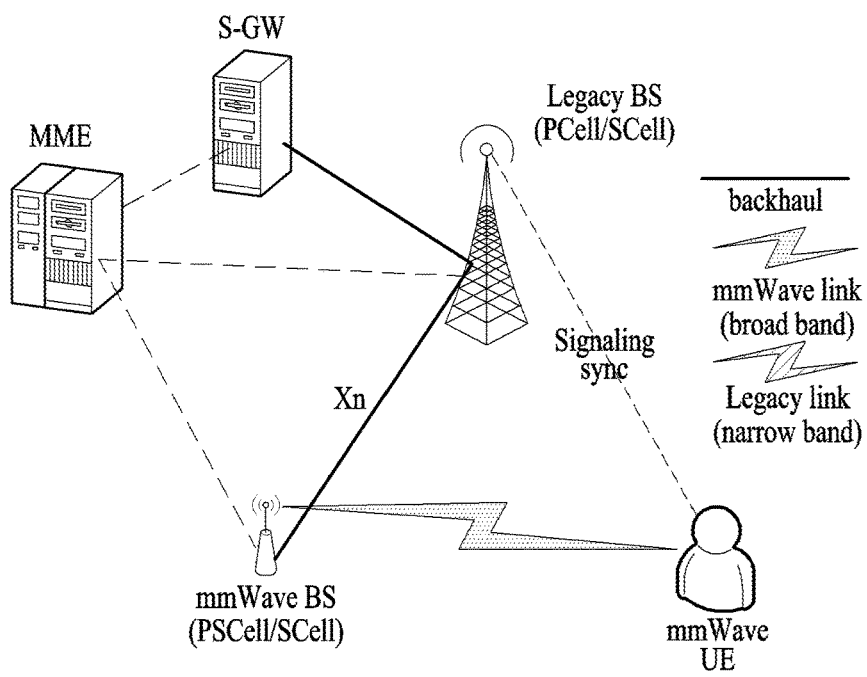 S-GW
MME
Legacy BS
(PCell/SCell)
backhaul
mmWave link
(broad band)
Legacy link
(narrow band)
Signaling
sync
Xn
mmWave BS
(PSCell/SCell)
mmWave
UE